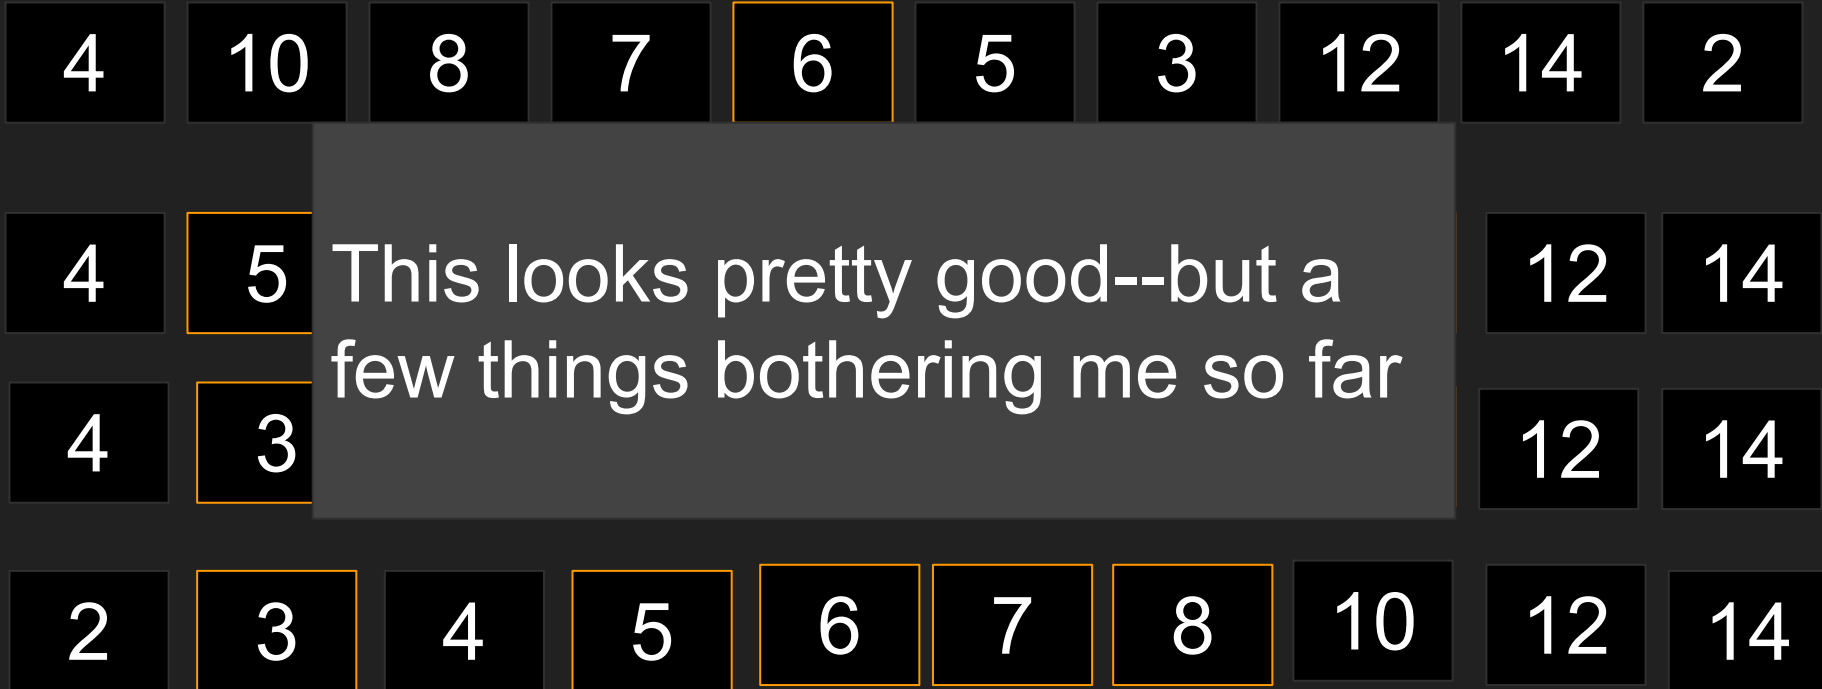 4 10 8 7 6 5 3 12 14 2
4 5 12 14
This looks pretty good--but a
few things bothering me so far
4 3 12 14
2 3 4 5 6 7 8 10 12 14